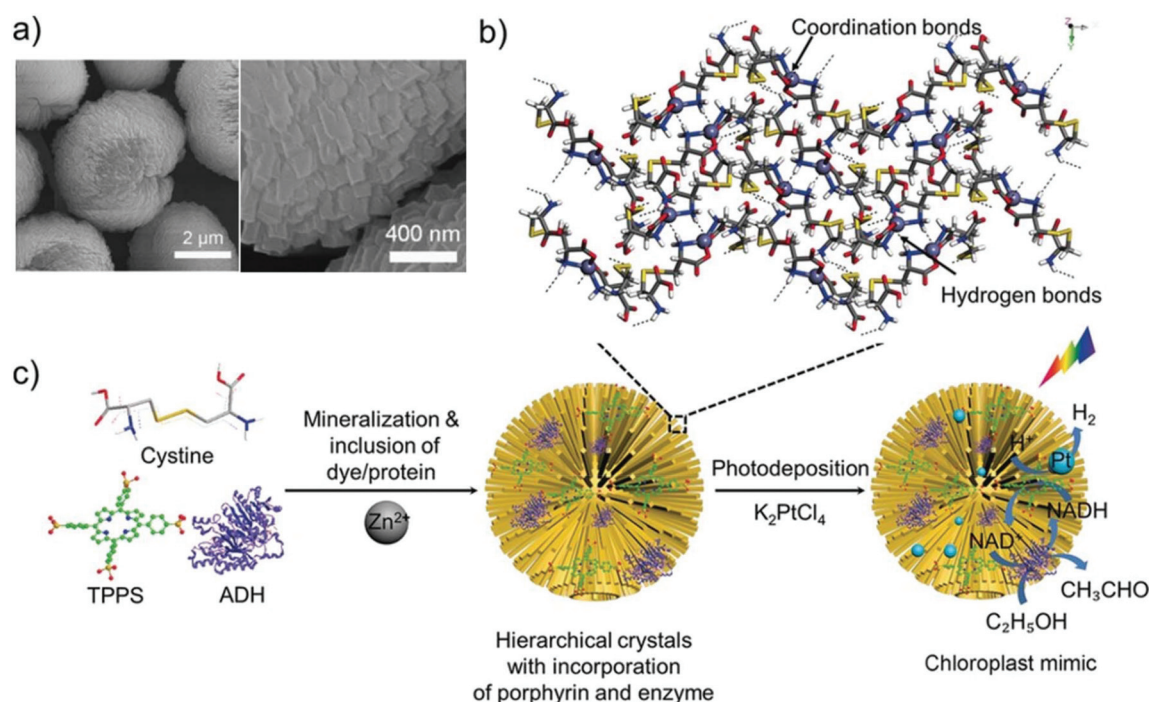 a)
2 μm
400 nm
b)
Coordination bonds
Hydrogen bonds
Z
c)
Cystine
TPPS
ADH
Mineralization &
inclusion of
dye/protein
Zn²⁺
Hierarchical crystals
with incorporation
of porphyrin and enzyme
Photodeposition
K₂PtCl₄
H₂
H⁺
Pt
NADH
NAD⁺
CH₃CHO
C₂H₅OH
Chloroplast mimic